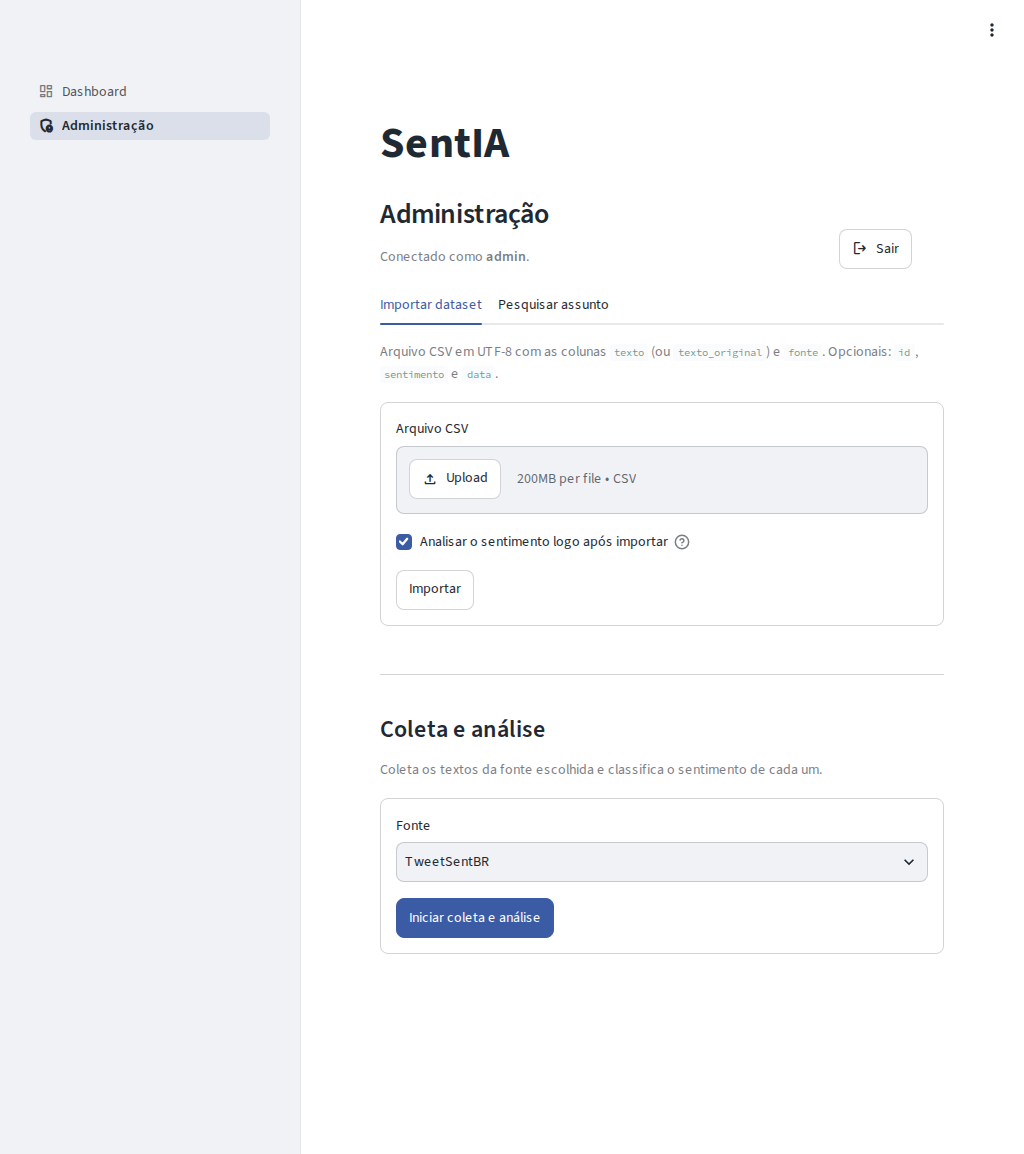 Dashboard
Administração
SentIA
Administração
Conectado como admin.
Sair
Importar dataset
Pesquisar assunto
Arquivo CSV em UTF-8 com as colunas texto (ou texto_original) e fonte. Opcionais: id,
sentimento e data.
Arquivo CSV
Upload
200MB per file • CSV
Analisar o sentimento logo após importar
Importar
Coleta e análise
Coleta os textos da fonte escolhida e classifica o sentimento de cada um.
Fonte
TweetSentBR
Iniciar coleta e análise